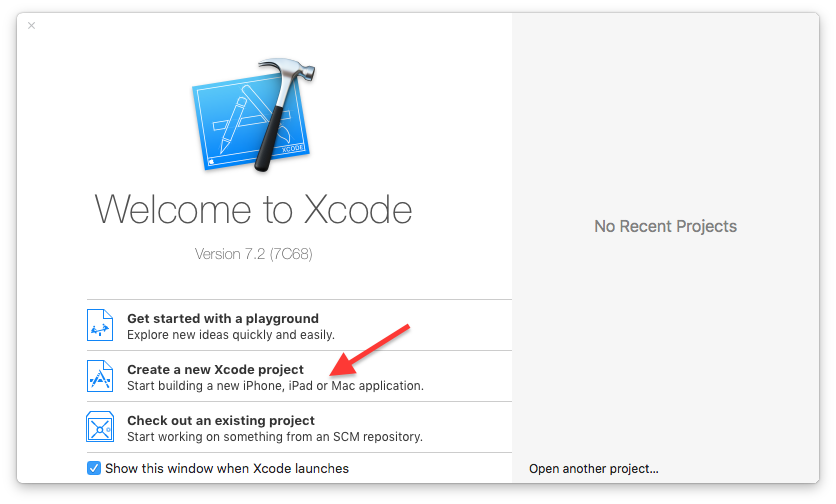 XCODE
Welcome to Xcode
Version 7.2 (7C68)
No Recent Projects
Get started with a playground
Explore new ideas quickly and easily.
Create a new Xcode project
Start building a new iPhone, iPad or Mac application.
Check out an existing project
Start working on something from an SCM repository.
Show this window when Xcode launches
Open another project...